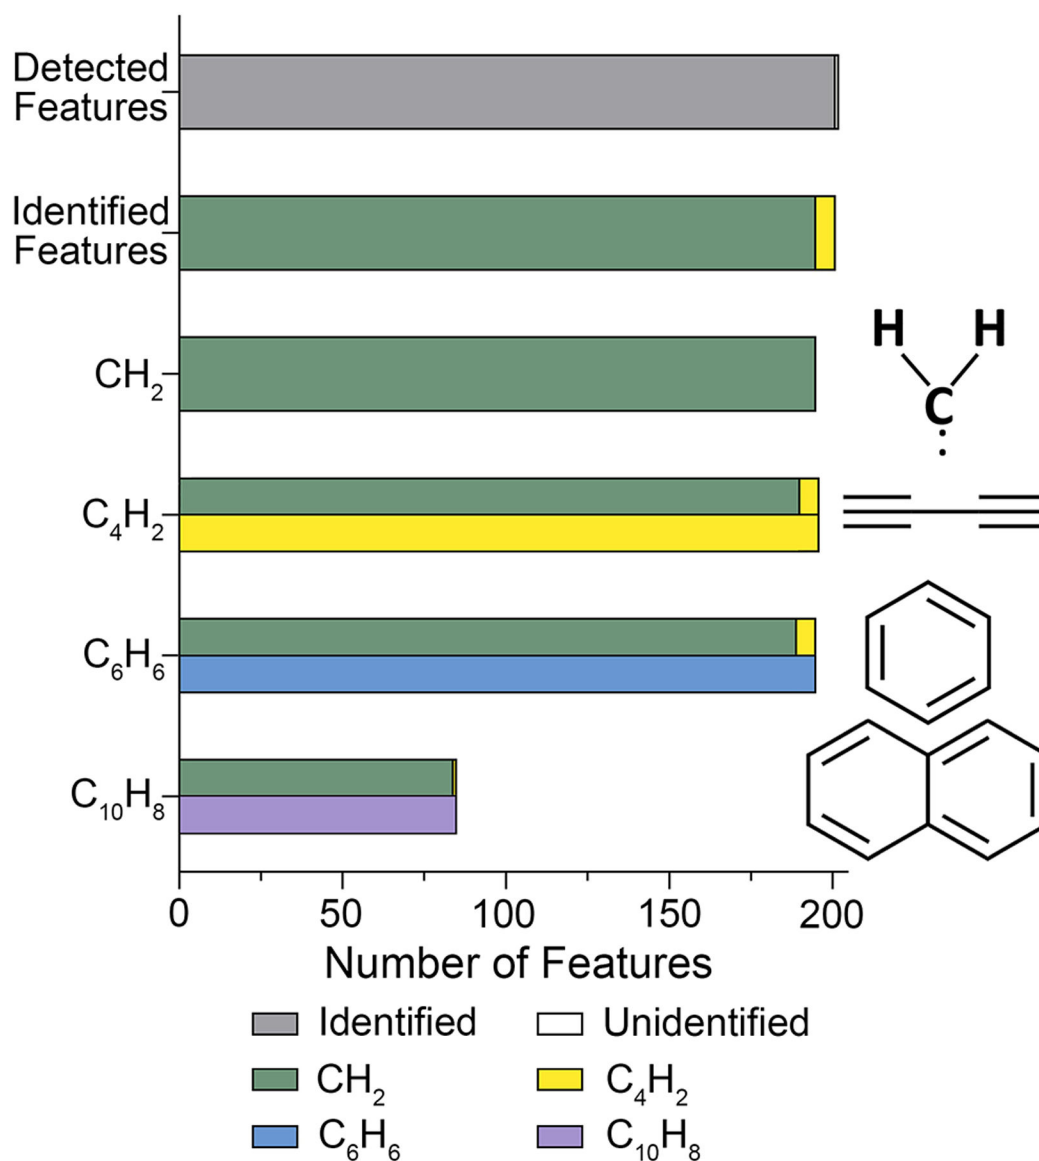 Detected
Features
Identified
Features
H H
CH₂
C
C₄H₂
C₆H₆
C₁₀H₈
0 50 100 150 200
Number of Features
Identified Unidentified
CH₂ C₄H₂
C₆H₆ C₁₀H₈